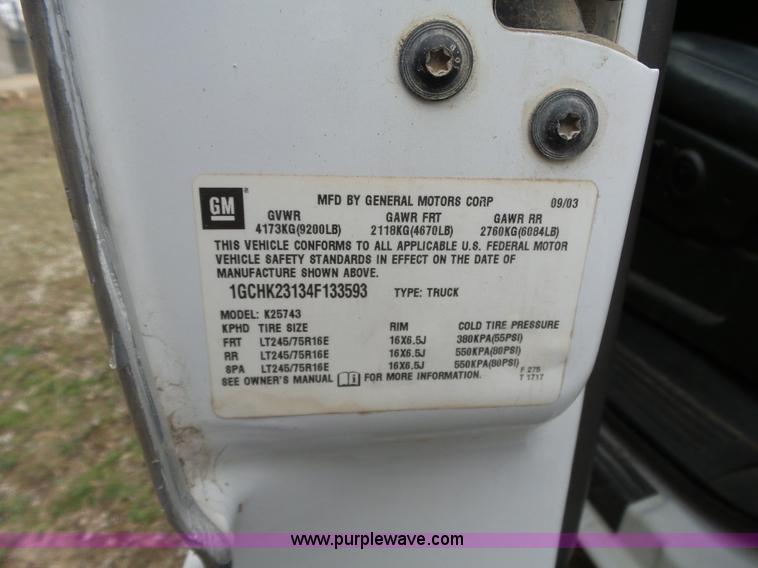 GM
MFD BY GENERAL MOTORS CORP 09/03
GVWR GAWR FRT GAWR RR
4173KG(9200LB) 2118KG(4670LB) 2760KG(6084LB)
THIS VEHICLE CONFORMS TO ALL APPLICABLE U.S. FEDERAL MOTOR
VEHICLE SAFETY STANDARDS IN EFFECT ON THE DATE OF
MANUFACTURE SHOWN ABOVE.
1GCHK23134F133593 TYPE: TRUCK
MODEL: K25743
KPHD TIRE SIZE RIM COLD TIRE PRESSURE
FRT LT245/75R16E 16X6.5J 380KPA(55PSI)
RR LT245/75R16E 16X6.5J 550KPA(80PSI)
SPA LT245/75R16E 16X6.5J 550KPA(80PSI)
SEE OWNER'S MANUAL FOR MORE INFORMATION.
F 275
T 1717
www.purplewave.com